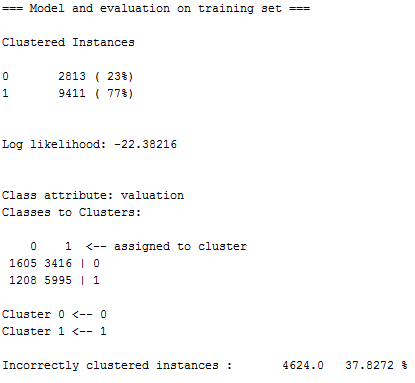 === Model and evaluation on training set ===
Clustered Instances
0       2813 ( 23%)
1       9411 ( 77%)
Log likelihood: -22.38216
Class attribute: valuation
Classes to Clusters:
    0    1  <-- assigned to cluster
 1605 3416 | 0
 1208 5995 | 1
Cluster 0 <-- 0
Cluster 1 <-- 1
Incorrectly clustered instances :       4624.0   37.8272 %